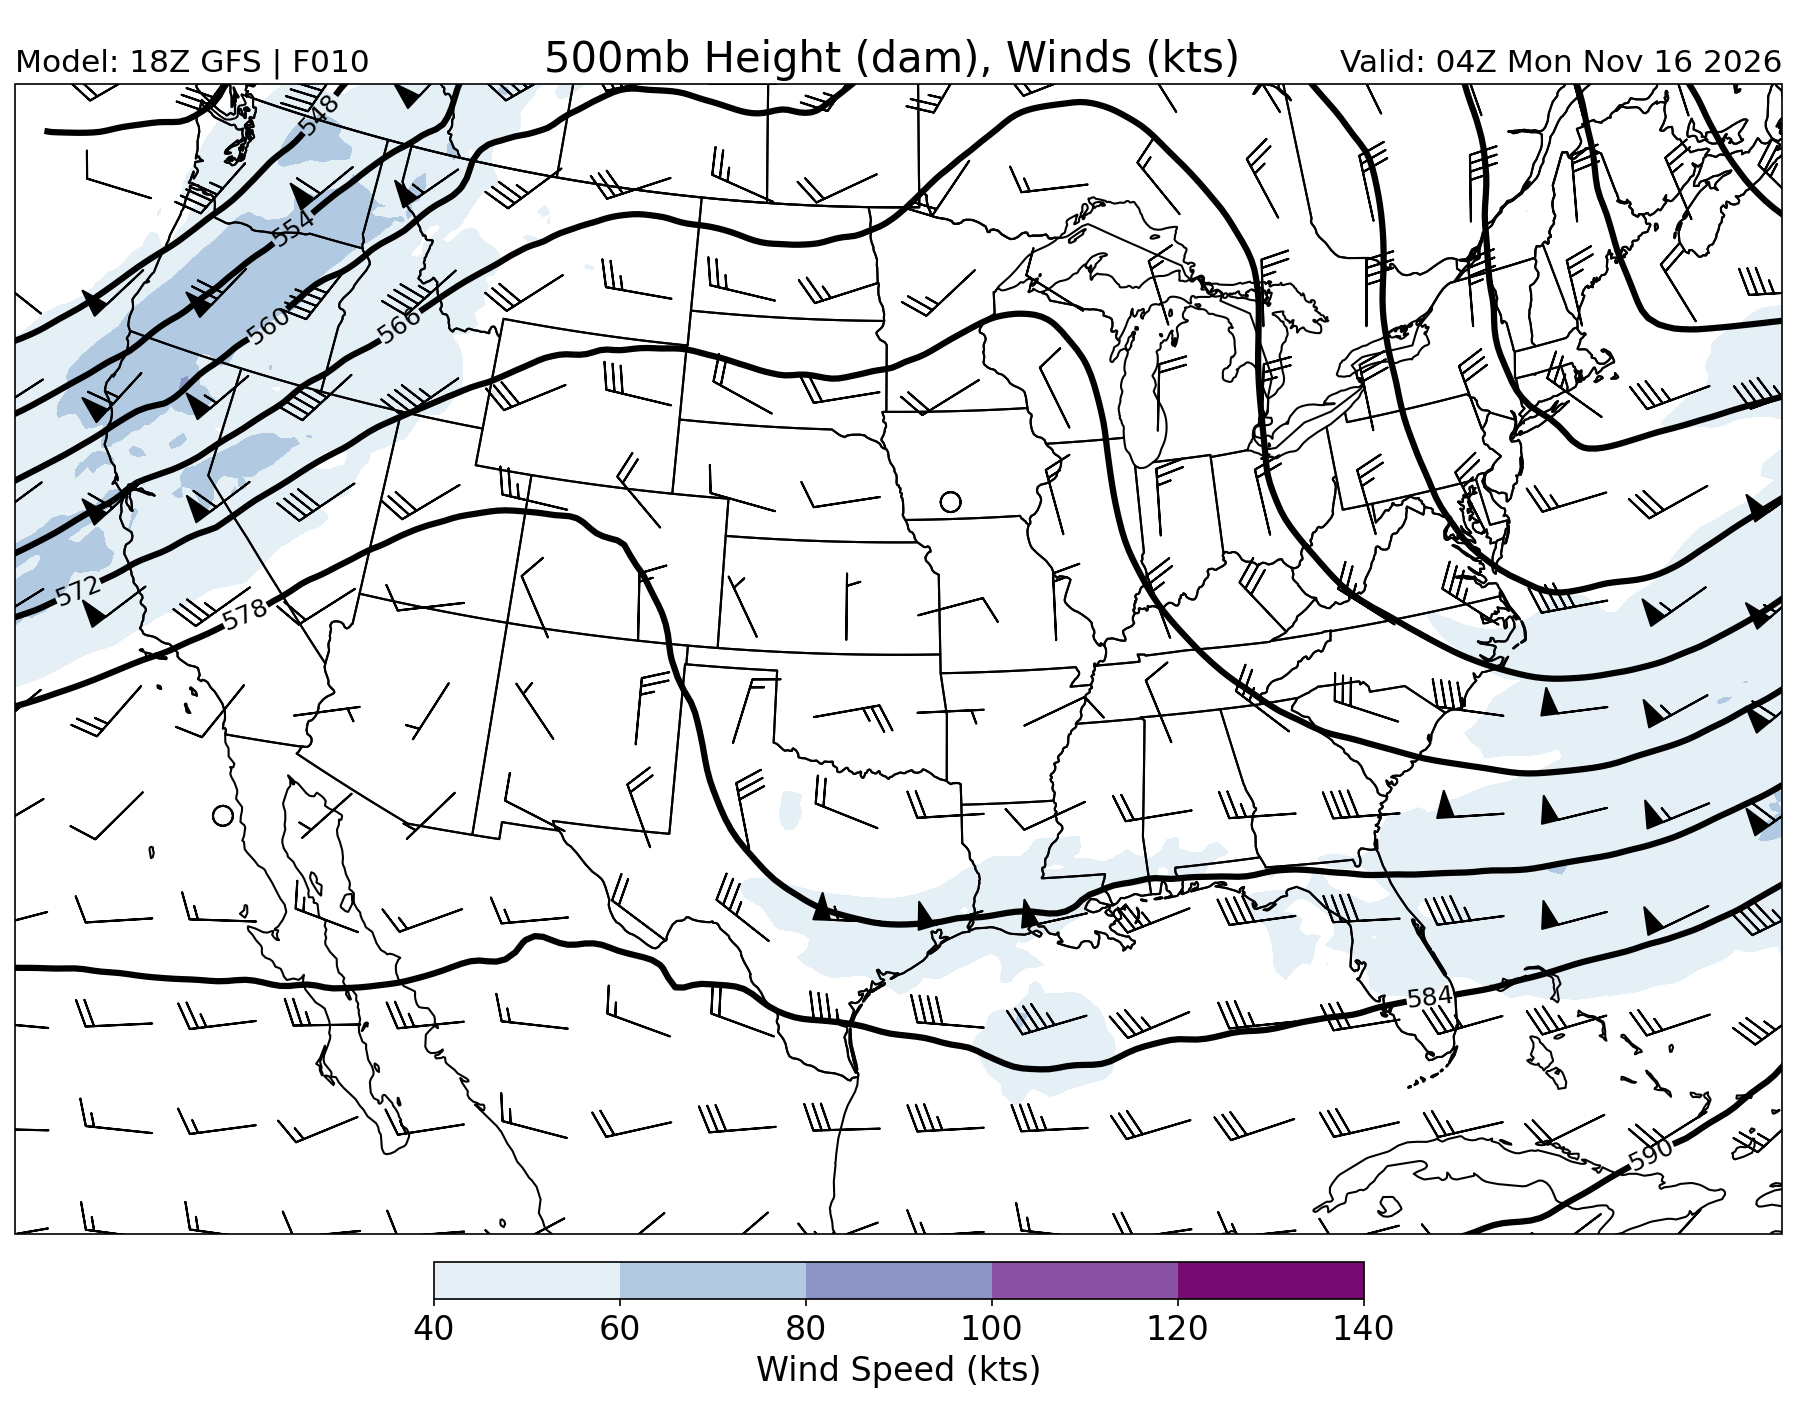 Model: 18Z GFS | F010
500mb Height (dam), Winds (kts)
Valid: 04Z Mon Nov 16 2026
548
554
560
566
572
578
584
590
40 60 80 100 120 140
Wind Speed (kts)